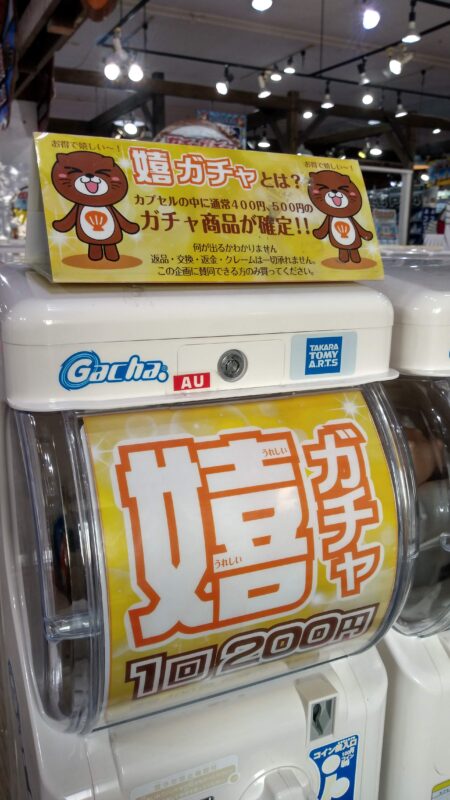 お得で嬉しい〜！
嬉ガチャとは？
お得で嬉しい〜！
カプセルの中に通常400円、500円の
ガチャ商品が確定!!
何が出るかわかりません
返品・交換・返金・クレームは一切承れません。
この企画に賛同できる方のみ買ってください。
Gacha
AU
TAKARA
TOMY
A.R.T.S
嬉ガチャ
うれしい
うれしい
1回200円
コイン投入口
100円